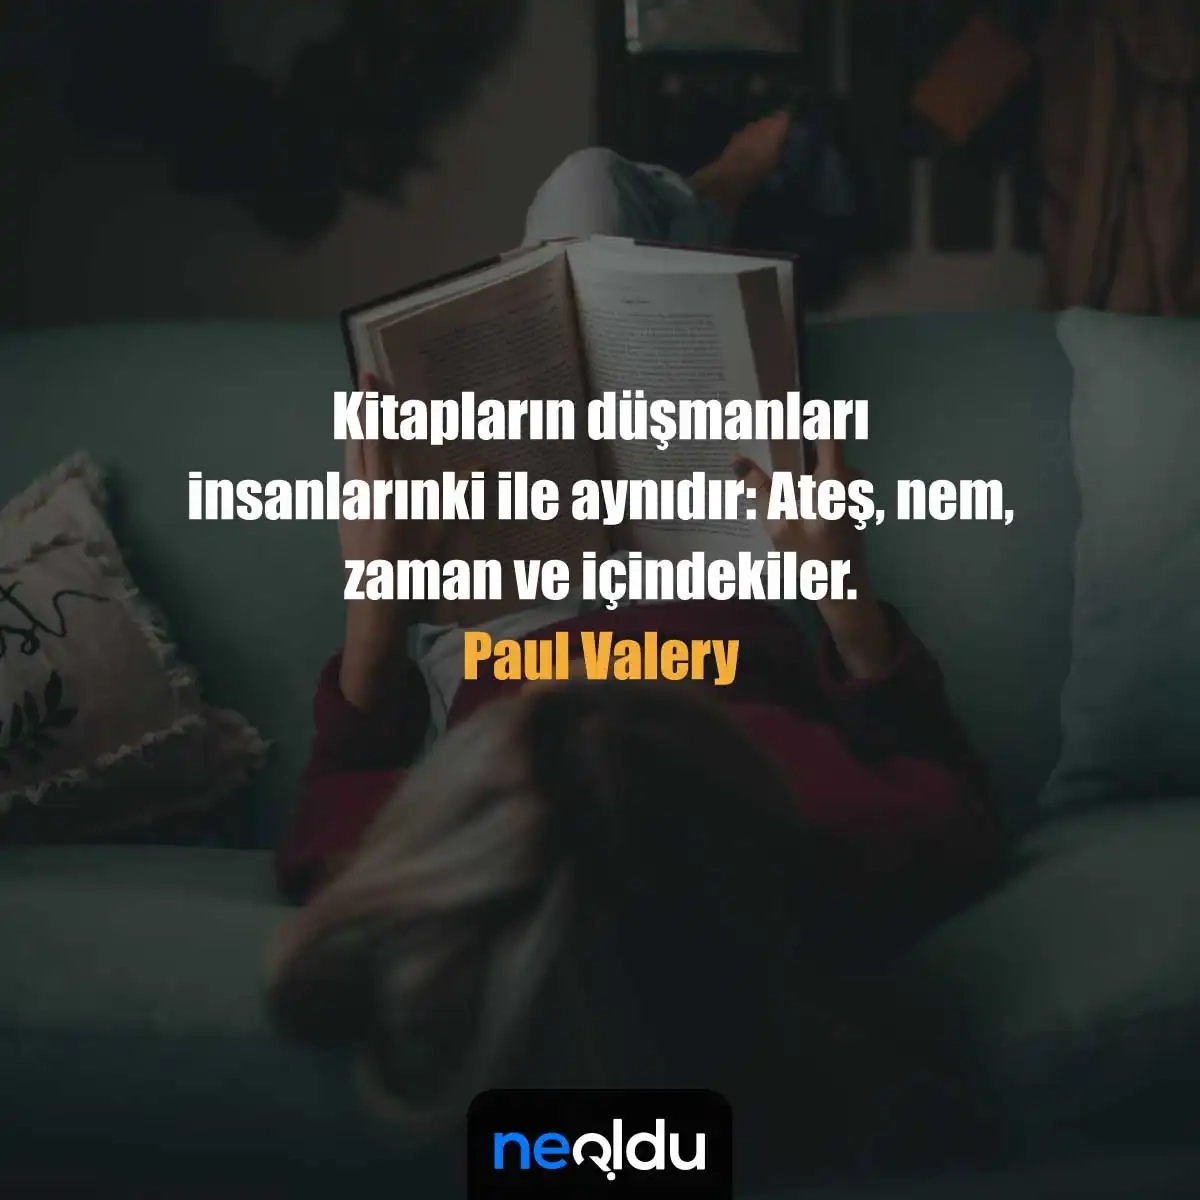 Kitapların düşmanları
insanlarınki ile aynıdır: Ateş, nem,
zaman ve içindekiler.
Paul Valery
neoldu